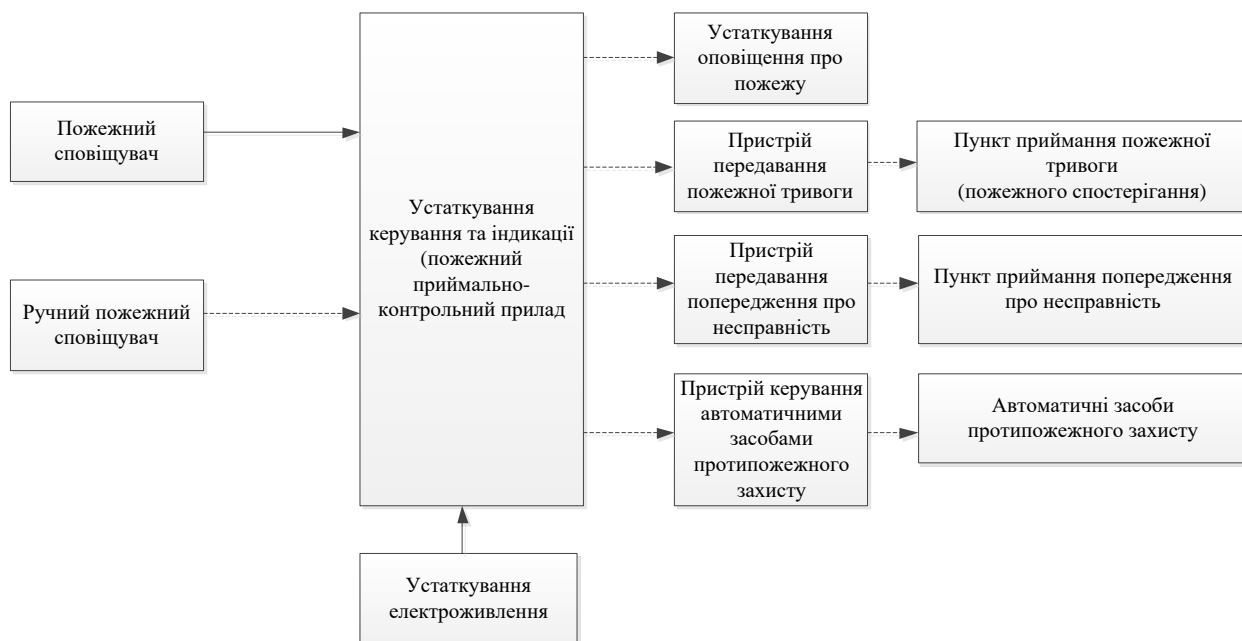 Пожежний
сповіщувач
Ручний пожежний
сповіщувач
Устаткування
керування та індикації
(пожежний
приймально-
контрольний прилад
Устаткування
електроживлення
Устаткування
оповіщення про
пожежу
Пристрій
передавання
пожежної тривоги
Пункт приймання пожежної
тривоги
(пожежного спостерігання)
Пристрій
передавання
попередження про
несправність
Пункт приймання попередження
про несправність
Пристрій керування
автоматичними
засобами
протипожежного
захисту
Автоматичні засоби
протипожежного захисту